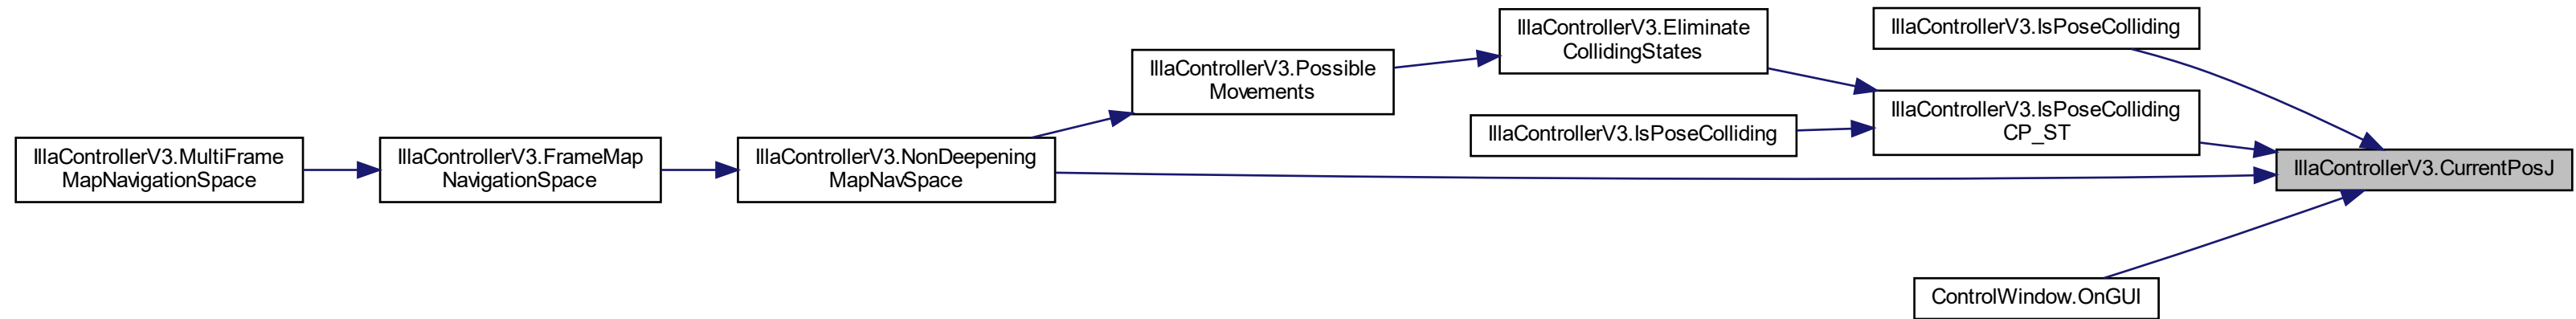 IllaControllerV3.MultiFrame
MapNavigationSpace
IllaControllerV3.FrameMap
NavigationSpace
IllaControllerV3.NonDeepening
MapNavSpace
IllaControllerV3.Possible
Movements
IllaControllerV3.Eliminate
CollidingStates
IllaControllerV3.IsPoseColliding
IllaControllerV3.IsPoseColliding
IllaControllerV3.IsPoseColliding
CP_ST
ControlWindow.OnGUI
IllaControllerV3.CurrentPosJ